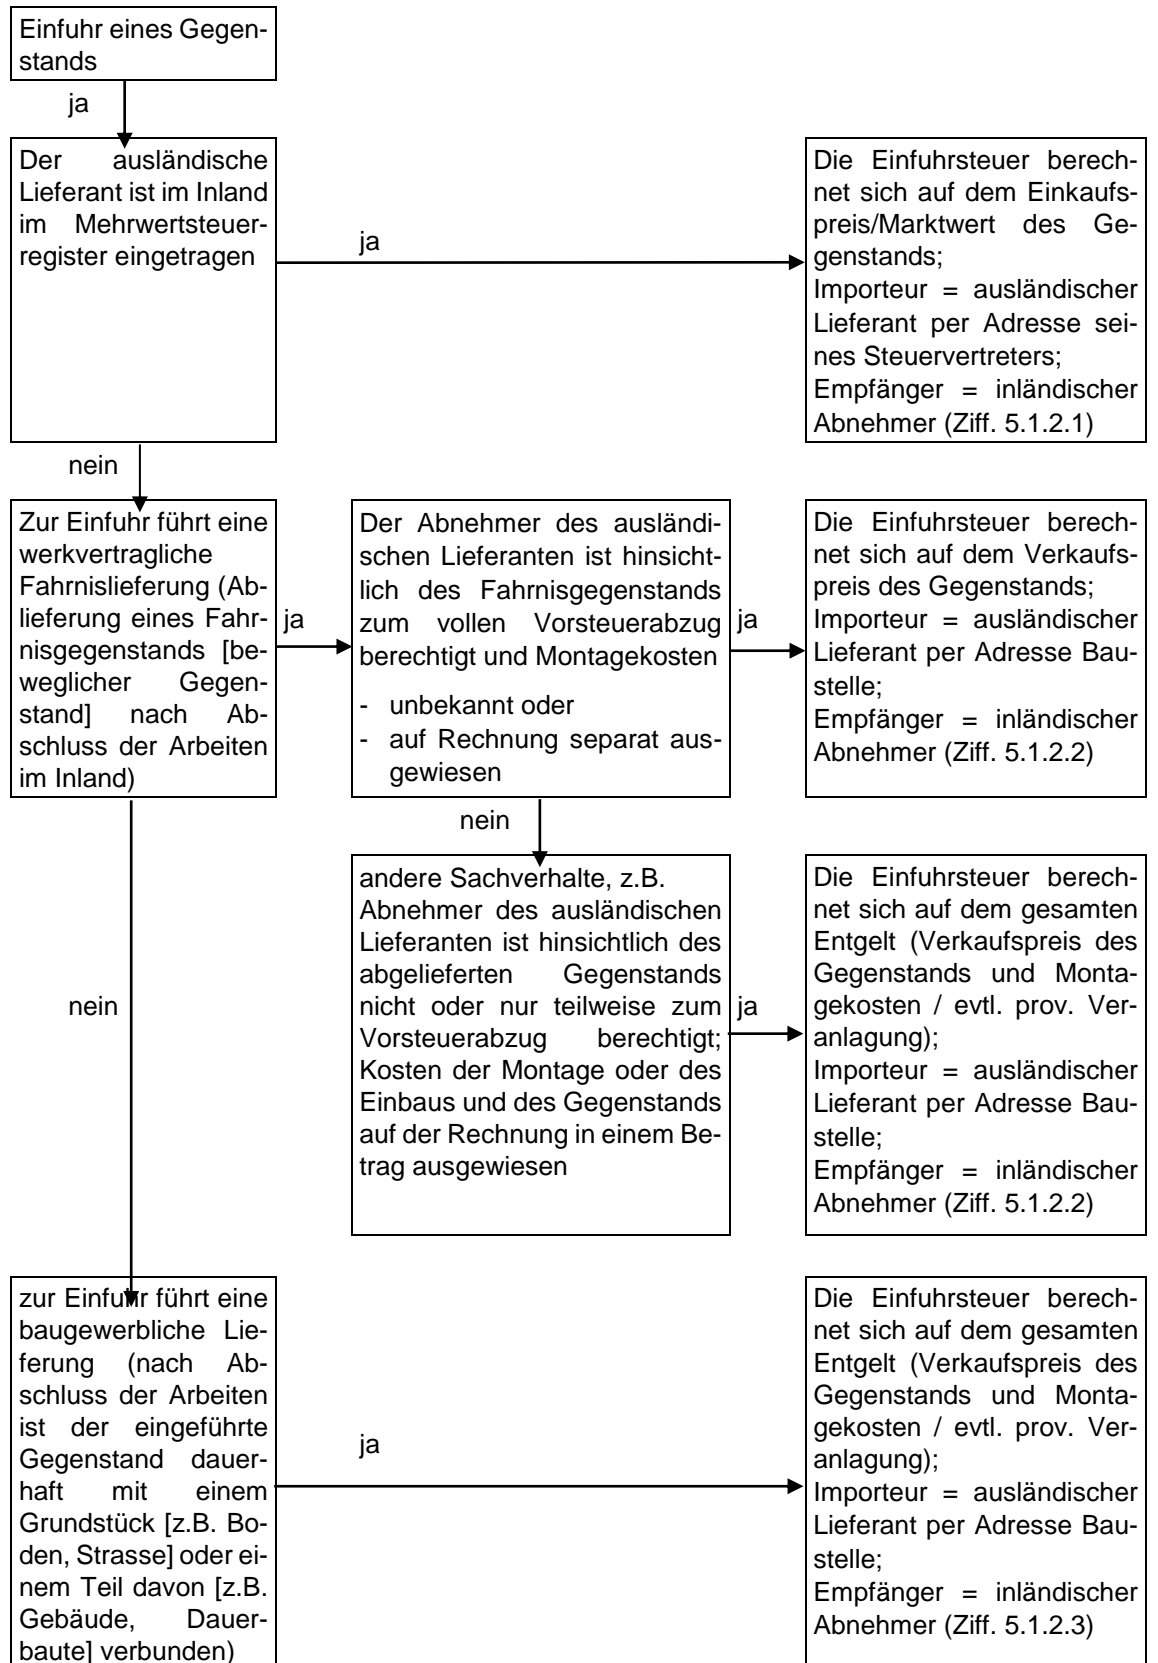 Einfuhr eines Gegen-
stands
ja
Der ausländische
Lieferant ist im Inland
im Mehrwertsteuer-
register eingetragen
ja
Die Einfuhrsteuer berech-
net sich auf dem Einkaufs-
preis/Marktwert des Ge-
genstands;
Importeur = ausländischer
Lieferant per Adresse sei-
nes Steuervertreters;
Empfänger = inländischer
Abnehmer (Ziff. 5.1.2.1)
nein
Zur Einfuhr führt eine
werkvertragliche
Fahrnislieferung (Ab-
lieferung eines Fahr-
nisgegenstands [be-
weglicher Gegen-
stand] nach Ab-
schluss der Arbeiten
im Inland)
ja
Der Abnehmer des ausländi-
schen Lieferanten ist hinsicht-
lich des Fahrnisgegenstands
zum vollen Vorsteuerabzug
berechtigt und Montagekosten
- unbekannt oder
- auf Rechnung separat aus-
gewiesen
ja
Die Einfuhrsteuer berech-
net sich auf dem Verkaufs-
preis des Gegenstands;
Importeur = ausländischer
Lieferant per Adresse Bau-
stelle;
Empfänger = inländischer
Abnehmer (Ziff. 5.1.2.2)
nein
andere Sachverhalte, z.B.
Abnehmer des ausländischen
Lieferanten ist hinsichtlich des
abgelieferten Gegenstands
nicht oder nur teilweise zum
Vorsteuerabzug berechtigt;
Kosten der Montage oder des
Einbaus und des Gegenstands
auf der Rechnung in einem Be-
trag ausgewiesen
ja
Die Einfuhrsteuer berech-
net sich auf dem gesamten
Entgelt (Verkaufspreis des
Gegenstands und Monta-
gekosten / evtl. prov. Ver-
anlagung);
Importeur = ausländischer
Lieferant per Adresse Bau-
stelle;
Empfänger = inländischer
Abnehmer (Ziff. 5.1.2.2)
nein
zur Einfuhr führt eine
baugewerbliche Lie-
ferung (nach Ab-
schluss der Arbeiten
ist der eingeführte
Gegenstand dauer-
haft mit einem
Grundstück [z.B. Bo-
den, Strasse] oder ei-
nem Teil davon [z.B.
Gebäude, Dauer-
baute] verbunden)
ja
Die Einfuhrsteuer berech-
net sich auf dem gesamten
Entgelt (Verkaufspreis des
Gegenstands und Monta-
gekosten / evtl. prov. Ver-
anlagung);
Importeur = ausländischer
Lieferant per Adresse Bau-
stelle;
Empfänger = inländischer
Abnehmer (Ziff. 5.1.2.3)